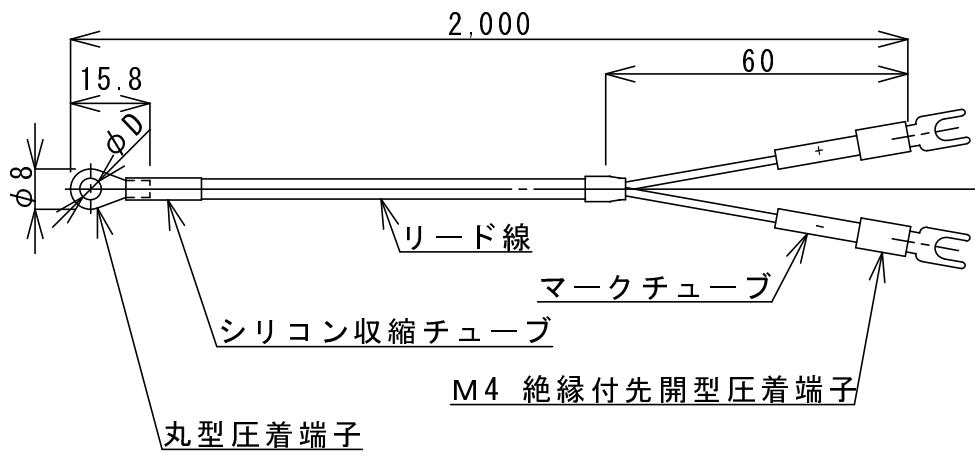 2,000
15.8
60
φD
φ8
+
リード線
-
マークチューブ
シリコン収縮チューブ
M4 絶縁付先開型圧着端子
丸型圧着端子